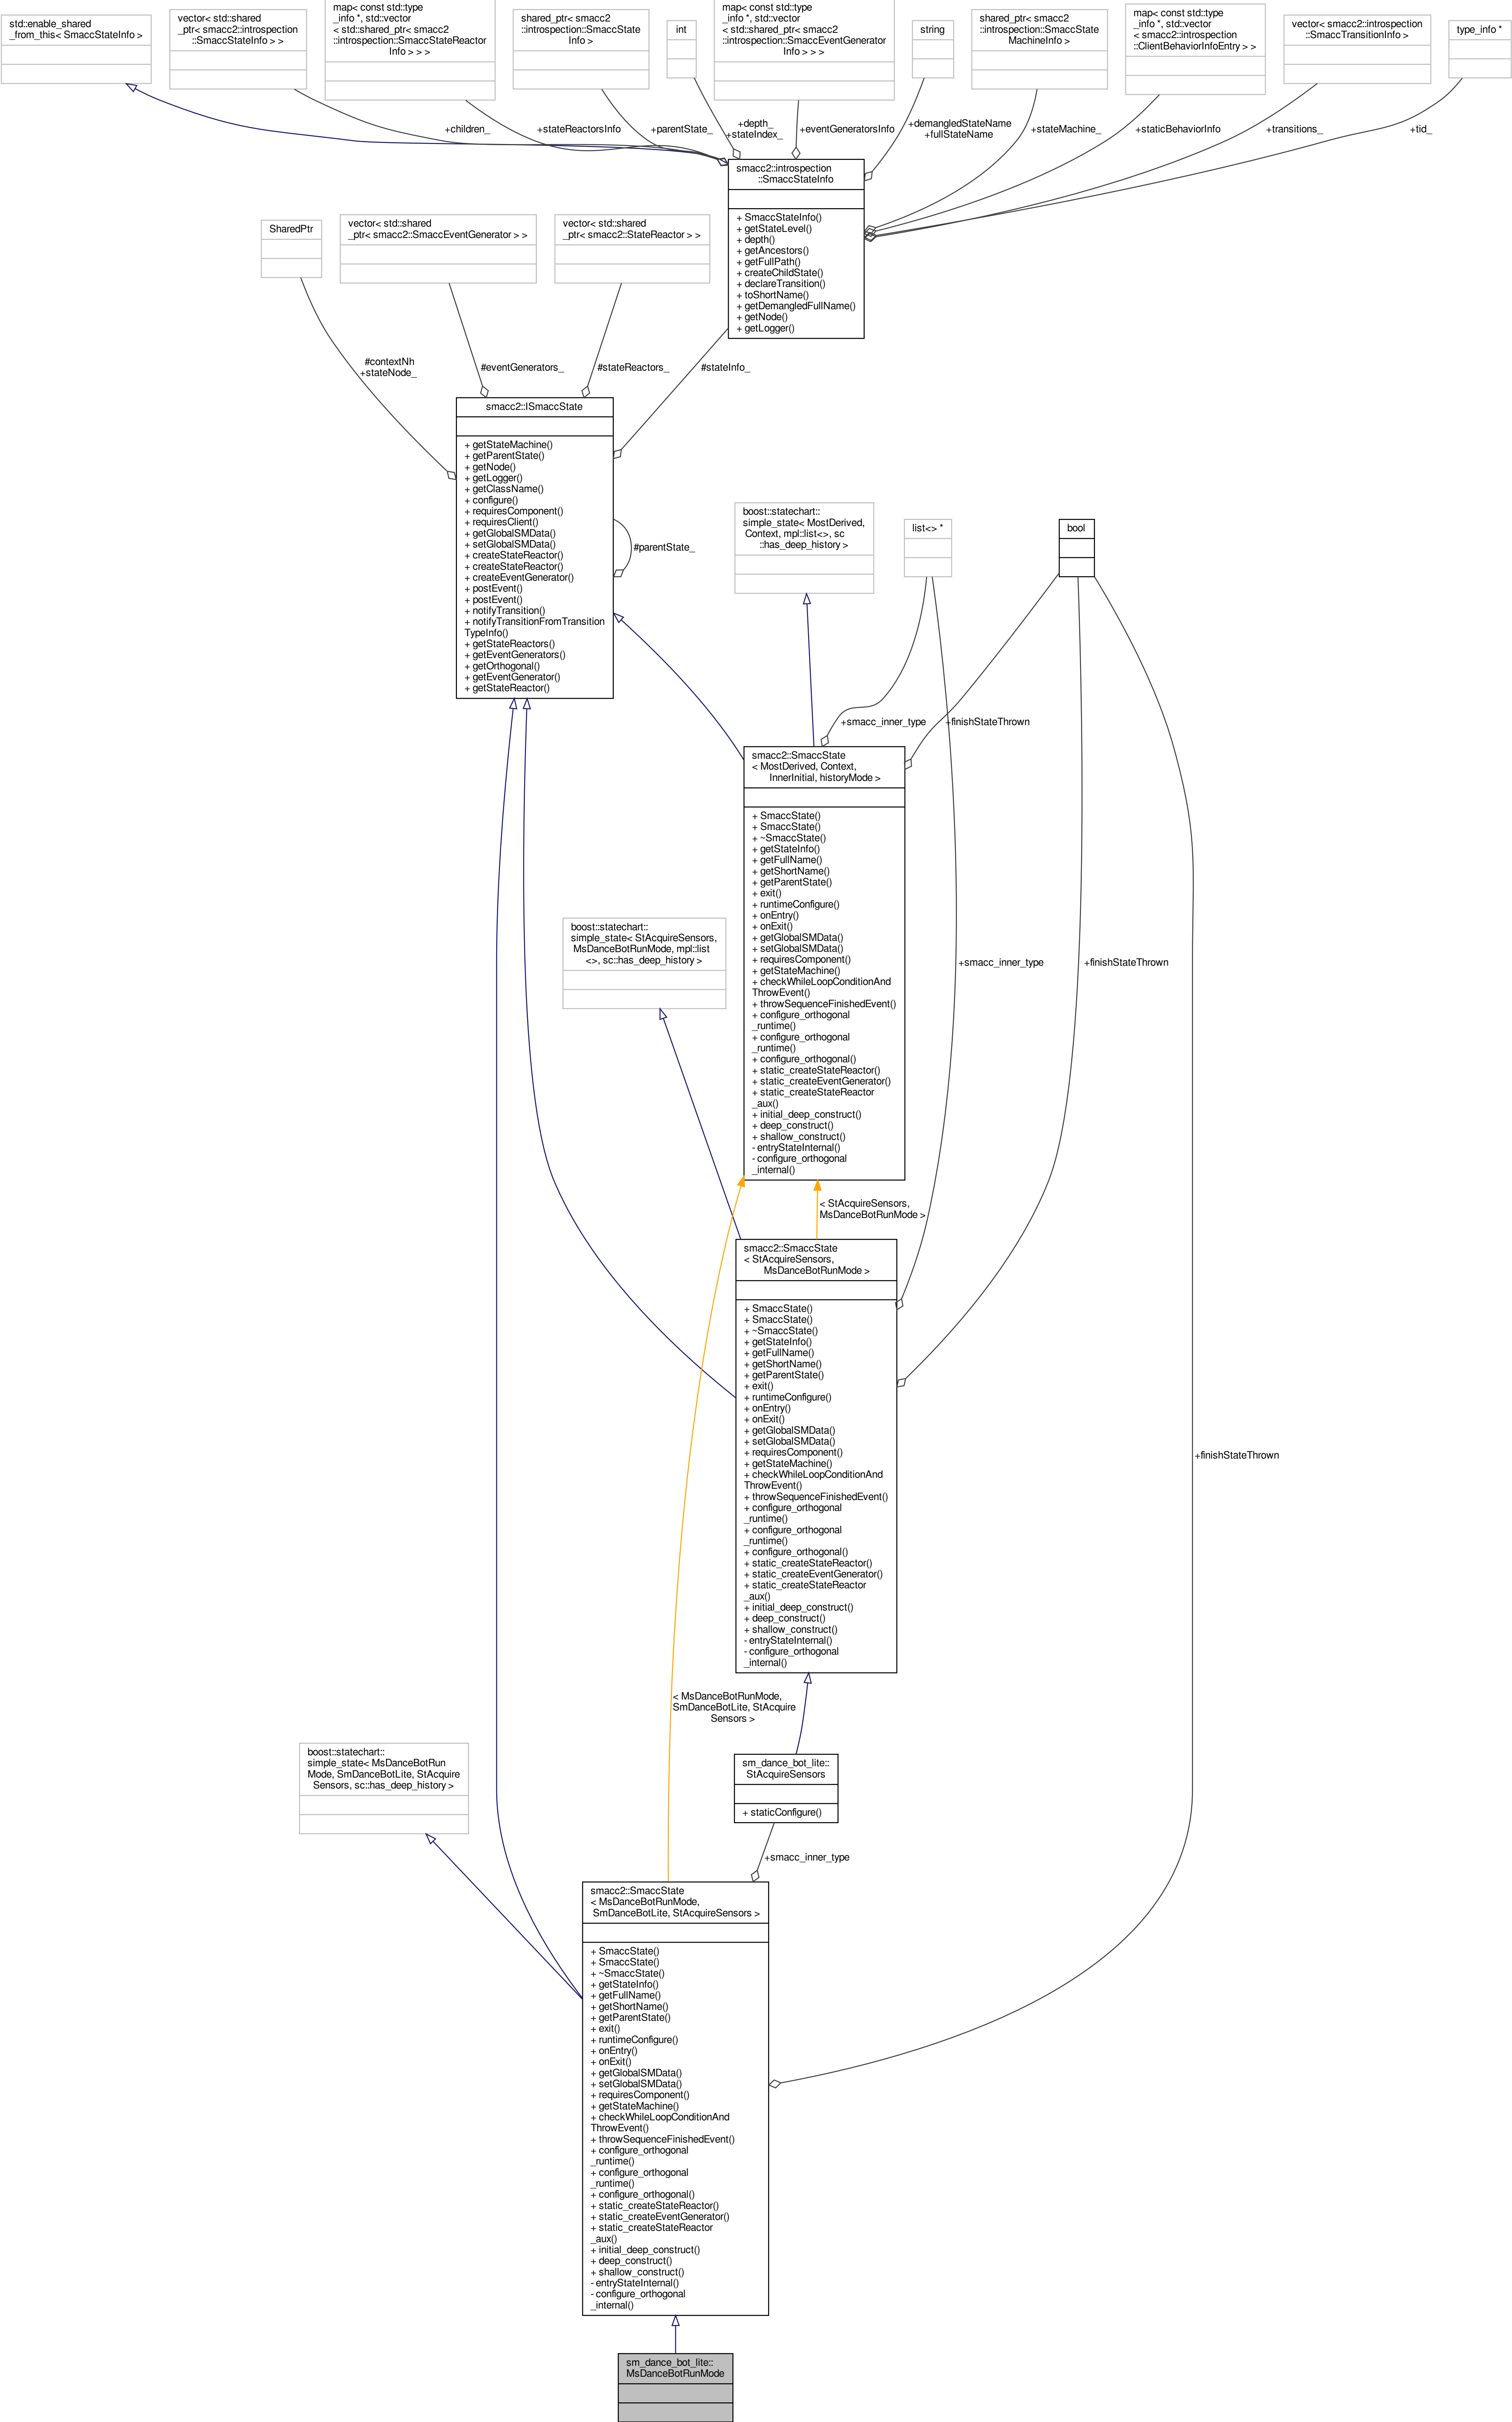 std::enable_shared
_from_this< SmaccStateInfo >
vector< std::shared
_ptr< smacc2::introspection
::SmaccStateInfo > >
map< const std::type
_info *, std::vector
< std::shared_ptr< smacc2
::introspection::SmaccStateReactor
Info > > >
shared_ptr< smacc2
::introspection::SmaccState
Info >
int
map< const std::type
_info *, std::vector
< std::shared_ptr< smacc2
::introspection::SmaccEventGenerator
Info > > >
string
shared_ptr< smacc2
::introspection::SmaccState
MachineInfo >
map< const std::type
_info *, std::vector
< smacc2::introspection
::ClientBehaviorInfoEntry > >
vector< smacc2::introspection
::SmaccTransitionInfo >
type_info *
+children_
+stateReactorsInfo
+parentState_
+depth_
+stateIndex_
+eventGeneratorsInfo
+demangledStateName
+fullStateName
+stateMachine_
+staticBehaviorInfo
+transitions_
+tid_
smacc2::introspection
::SmaccStateInfo
+ SmaccStateInfo()
+ getStateLevel()
+ depth()
+ getAncestors()
+ getFullPath()
+ createChildState()
+ declareTransition()
+ toShortName()
+ getDemangledFullName()
+ getNode()
+ getLogger()
SharedPtr
vector< std::shared
_ptr< smacc2::SmaccEventGenerator > >
vector< std::shared
_ptr< smacc2::StateReactor > >
#contextNh
+stateNode_
#eventGenerators_
#stateReactors_
#stateInfo_
smacc2::ISmaccState
+ getStateMachine()
+ getParentState()
+ getNode()
+ getLogger()
+ getClassName()
+ configure()
+ requiresComponent()
+ requiresClient()
+ getGlobalSMData()
+ setGlobalSMData()
+ createStateReactor()
+ createStateReactor()
+ createEventGenerator()
+ postEvent()
+ postEvent()
+ notifyTransition()
+ notifyTransitionFromTransition
TypeInfo()
+ getStateReactors()
+ getEventGenerators()
+ getOrthogonal()
+ getEventGenerator()
+ getStateReactor()
#parentState_
boost::statechart::
simple_state< MostDerived,
Context, mpl::list<>, sc
::has_deep_history >
list<> *
bool
+smacc_inner_type
+finishStateThrown
smacc2::SmaccState
< MostDerived, Context,
InnerInitial, historyMode >
+ SmaccState()
+ SmaccState()
+ ~SmaccState()
+ getStateInfo()
+ getFullName()
+ getShortName()
+ getParentState()
+ exit()
+ runtimeConfigure()
+ onEntry()
+ onExit()
+ getGlobalSMData()
+ setGlobalSMData()
+ requiresComponent()
+ getStateMachine()
+ checkWhileLoopConditionAnd
ThrowEvent()
+ throwSequenceFinishedEvent()
+ configure_orthogonal
_runtime()
+ configure_orthogonal
_runtime()
+ configure_orthogonal()
+ static_createStateReactor()
+ static_createEventGenerator()
+ static_createStateReactor
_aux()
+ initial_deep_construct()
+ deep_construct()
+ shallow_construct()
- entryStateInternal()
- configure_orthogonal
_internal()
boost::statechart::
simple_state< StAcquireSensors,
MsDanceBotRunMode, mpl::list
<>, sc::has_deep_history >
+smacc_inner_type
+finishStateThrown
< StAcquireSensors,
MsDanceBotRunMode >
smacc2::SmaccState
< StAcquireSensors,
MsDanceBotRunMode >
+ SmaccState()
+ SmaccState()
+ ~SmaccState()
+ getStateInfo()
+ getFullName()
+ getShortName()
+ getParentState()
+ exit()
+ runtimeConfigure()
+ onEntry()
+ onExit()
+ getGlobalSMData()
+ setGlobalSMData()
+ requiresComponent()
+ getStateMachine()
+ checkWhileLoopConditionAnd
ThrowEvent()
+ throwSequenceFinishedEvent()
+ configure_orthogonal
_runtime()
+ configure_orthogonal
_runtime()
+ configure_orthogonal()
+ static_createStateReactor()
+ static_createEventGenerator()
+ static_createStateReactor
_aux()
+ initial_deep_construct()
+ deep_construct()
+ shallow_construct()
- entryStateInternal()
- configure_orthogonal
_internal()
+finishStateThrown
< MsDanceBotRunMode,
SmDanceBotLite, StAcquire
Sensors >
boost::statechart::
simple_state< MsDanceBotRun
Mode, SmDanceBotLite, StAcquire
Sensors, sc::has_deep_history >
sm_dance_bot_lite::
StAcquireSensors
+ staticConfigure()
+smacc_inner_type
smacc2::SmaccState
< MsDanceBotRunMode,
SmDanceBotLite, StAcquireSensors >
+ SmaccState()
+ SmaccState()
+ ~SmaccState()
+ getStateInfo()
+ getFullName()
+ getShortName()
+ getParentState()
+ exit()
+ runtimeConfigure()
+ onEntry()
+ onExit()
+ getGlobalSMData()
+ setGlobalSMData()
+ requiresComponent()
+ getStateMachine()
+ checkWhileLoopConditionAnd
ThrowEvent()
+ throwSequenceFinishedEvent()
+ configure_orthogonal
_runtime()
+ configure_orthogonal
_runtime()
+ configure_orthogonal()
+ static_createStateReactor()
+ static_createEventGenerator()
+ static_createStateReactor
_aux()
+ initial_deep_construct()
+ deep_construct()
+ shallow_construct()
- entryStateInternal()
- configure_orthogonal
_internal()
sm_dance_bot_lite::
MsDanceBotRunMode